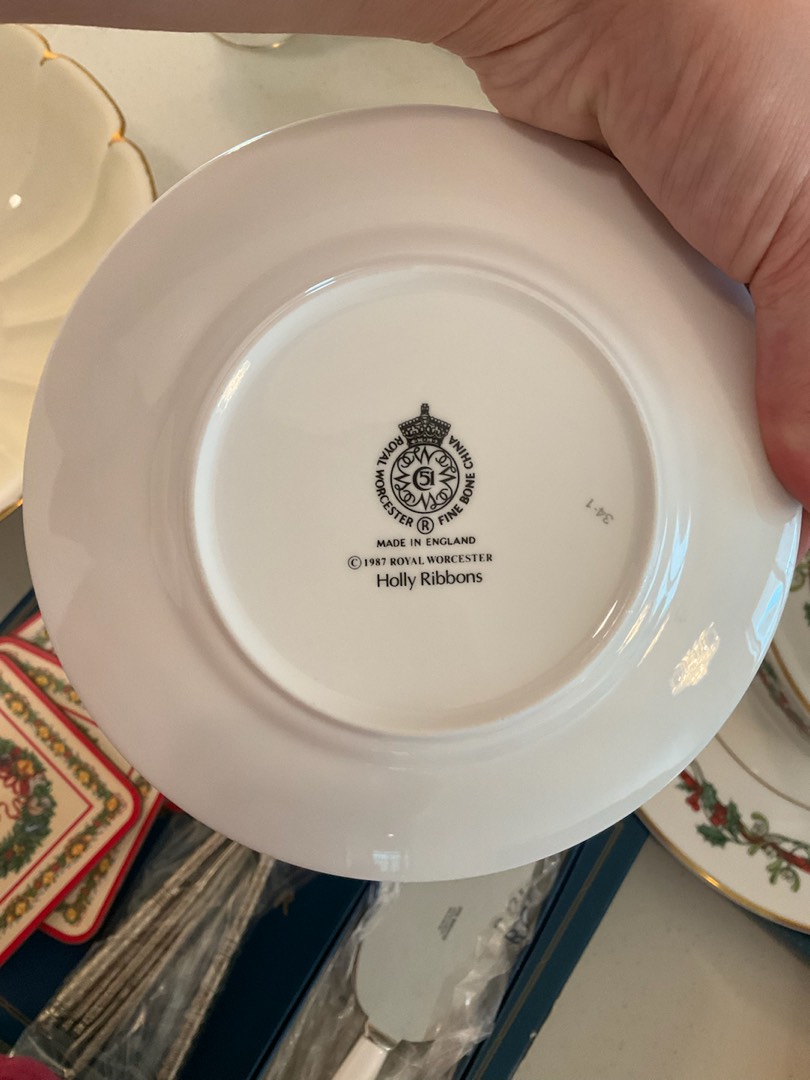 ROYAL WORCESTER ® FINE BONE CHINA
51
MADE IN ENGLAND
© 1987 ROYAL WORCESTER
Holly Ribbons
34-1